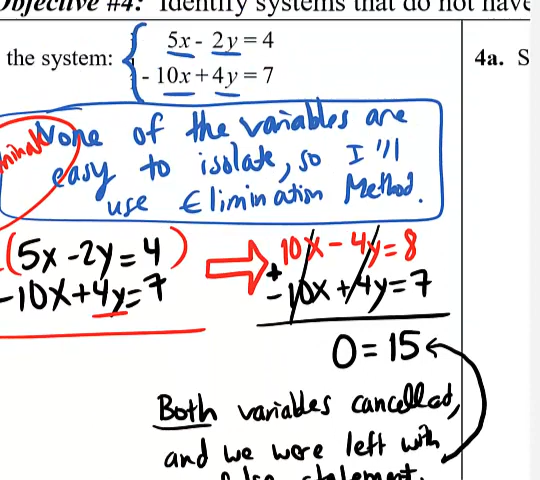 Objective #4: Identify systems that do not have
the system: { 5x - 2y = 4
- 10x + 4y = 7
4a. S
None of the variables are
easy to isolate, so I'll
use Elimination Method.
(5x - 2y = 4)
-10x + 4y = 7
10x - 4y = 8
+ -10x + 4y = 7
0 = 15
Both variables cancelled,
and we were left with
statement.